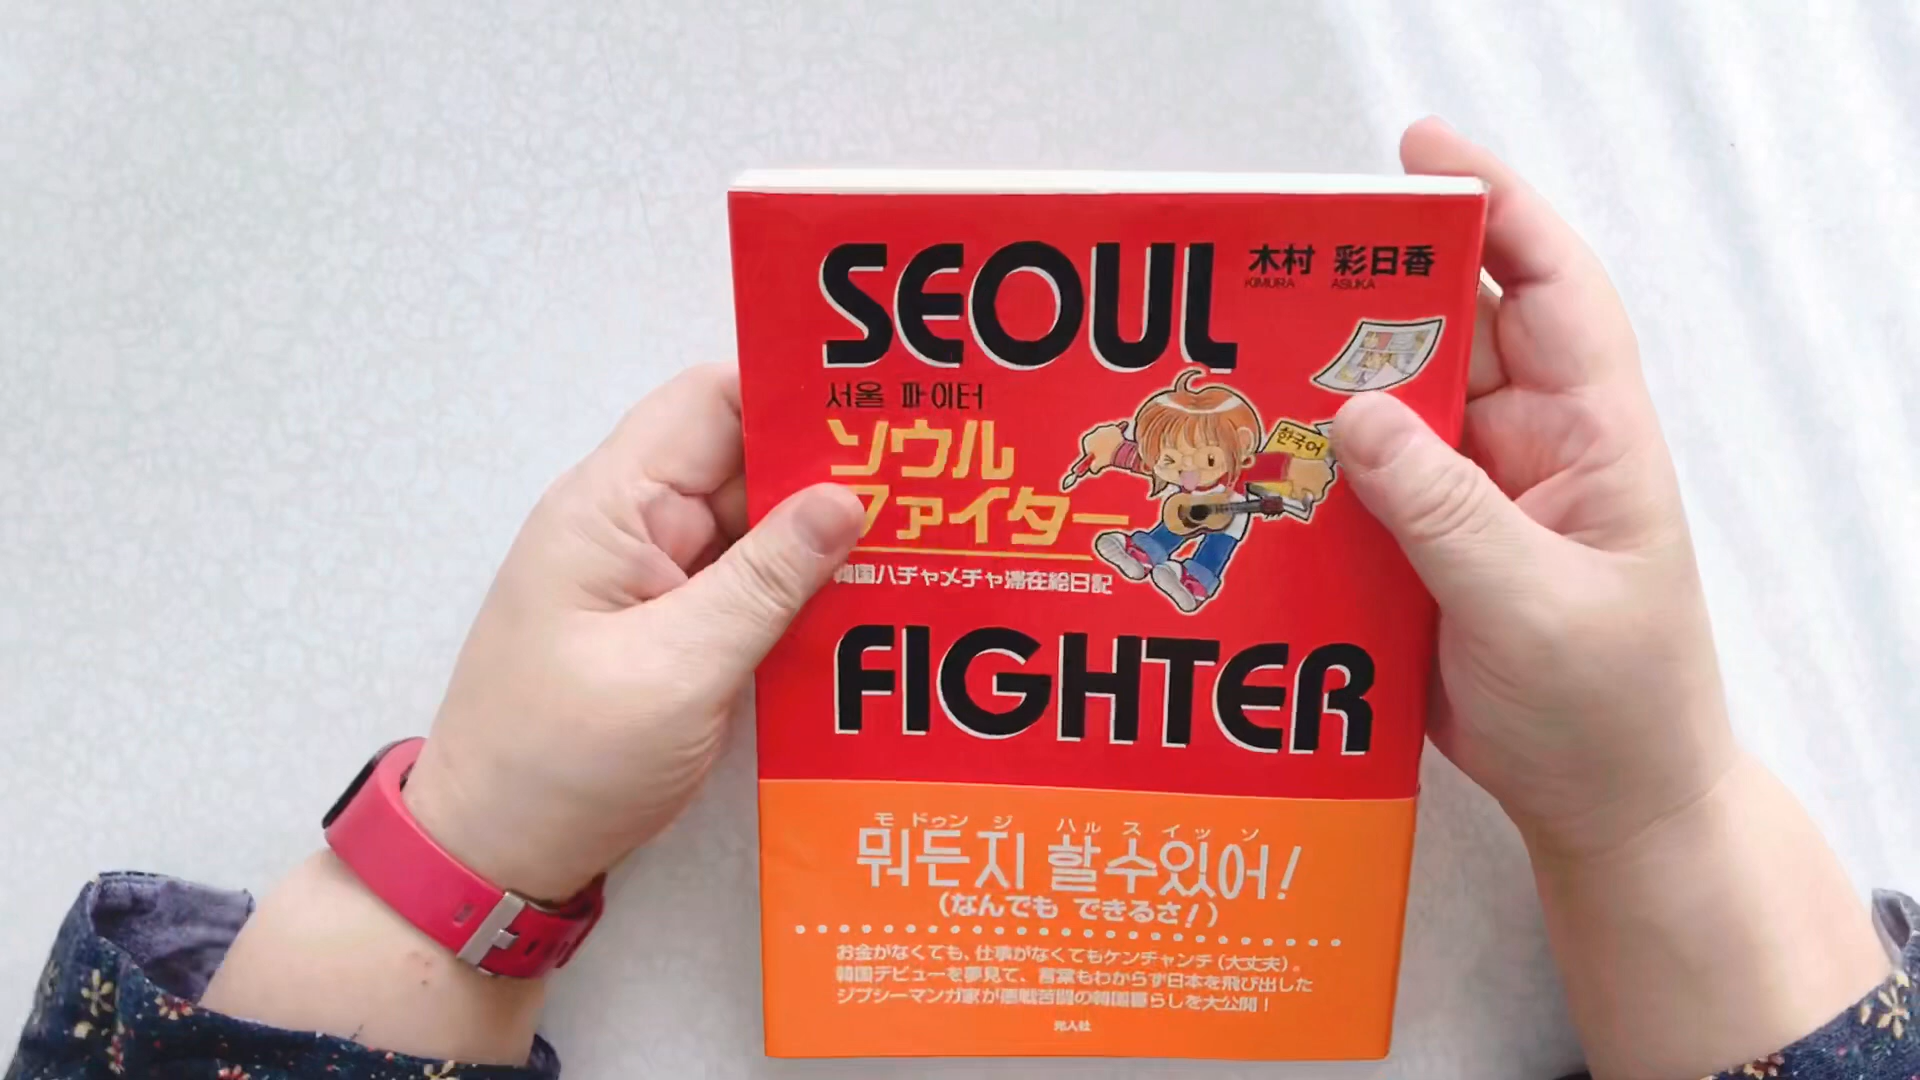 SEOUL
木村 彩日香
KIMURA ASUKA
서울 파이터
ソウル
ファイター
한국어
韓国ハチャメチャ滞在絵日記
FIGHTER
モドゥンジ ハルスイッソ
뭐든지 할수있어!
(なんでも できるさ!)
お金がなくても、仕事がなくてもケンチャンテ(大丈夫)。
韓国デビューを夢見て、言葉もわからず日本を飛び出した
ジプシーマンガ家が悪戦苦闘の韓国暮らしを大公開!